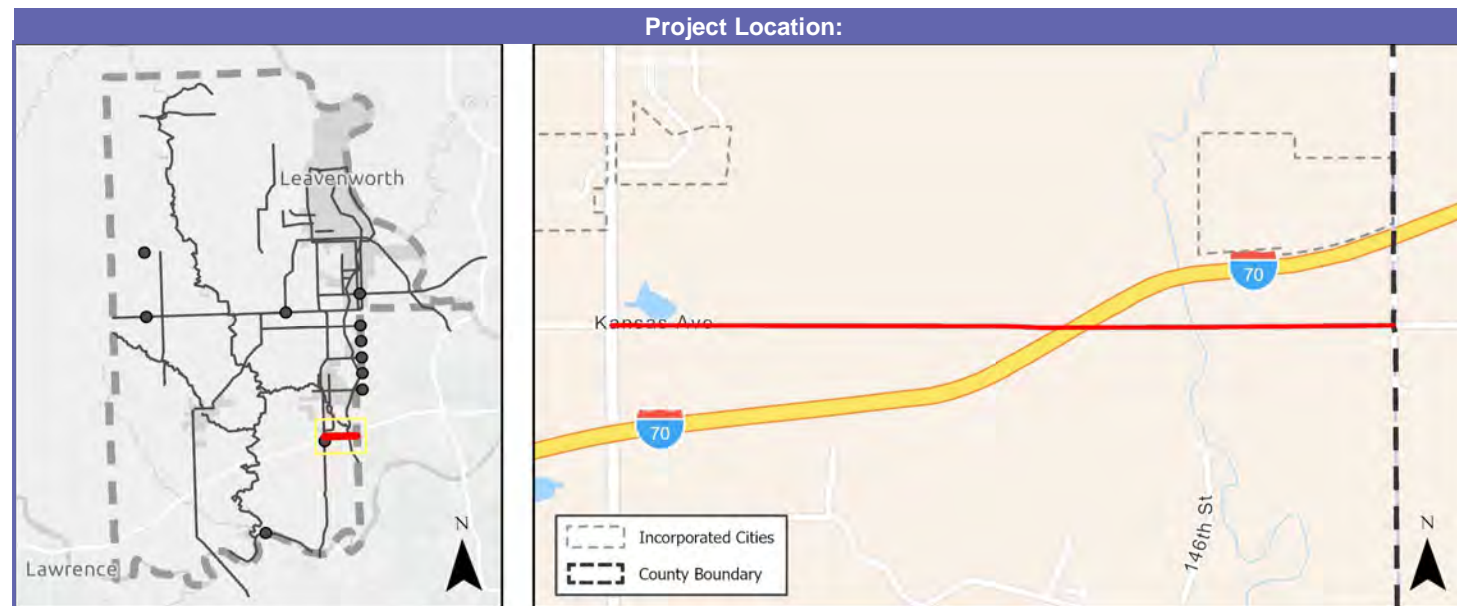 Project Location:
Leavenworth
N
Lawrence
70
Kansas Ave
70
146th St
Incorporated Cities
County Boundary
N